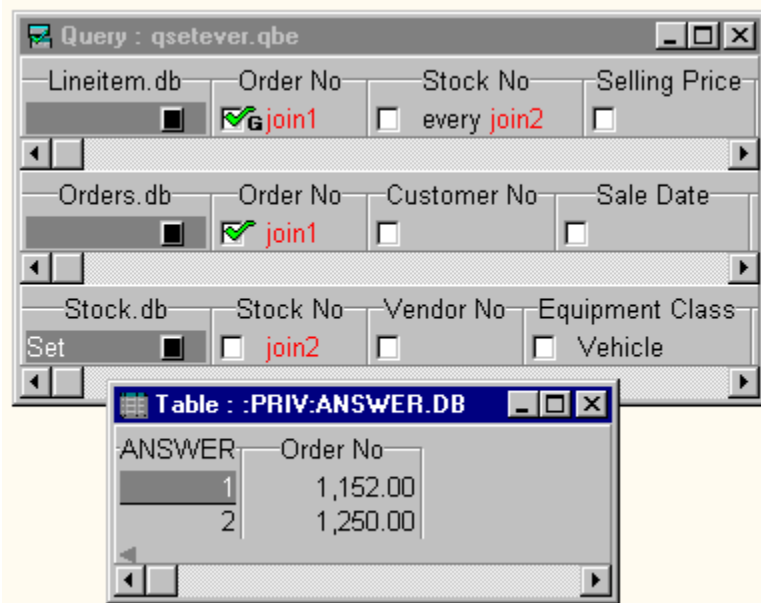 Query : qsetever.qbe
Lineitem.db Order No Stock No Selling Price
G join1 every join2
Orders.db Order No Customer No Sale Date
join1
Stock.db Stock No Vendor No Equipment Class
Set join2 Vehicle
Table : :PRIV:ANSWER.DB
ANSWER Order No
1 1,152.00
2 1,250.00